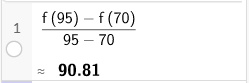 1
f (95) − f (70)
95 − 70
≈ 90.81